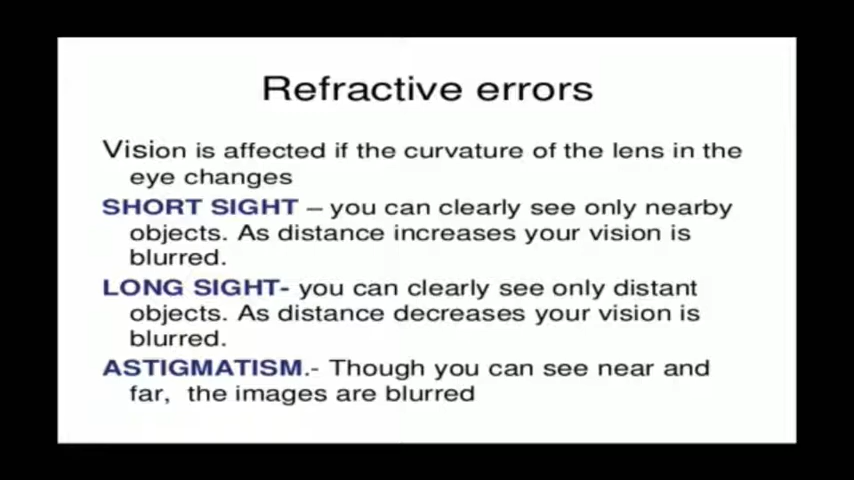 Refractive errors
Vision is affected if the curvature of the lens in the
eye changes
SHORT SIGHT – you can clearly see only nearby
objects. As distance increases your vision is
blurred.
LONG SIGHT- you can clearly see only distant
objects. As distance decreases your vision is
blurred.
ASTIGMATISM.- Though you can see near and
far, the images are blurred